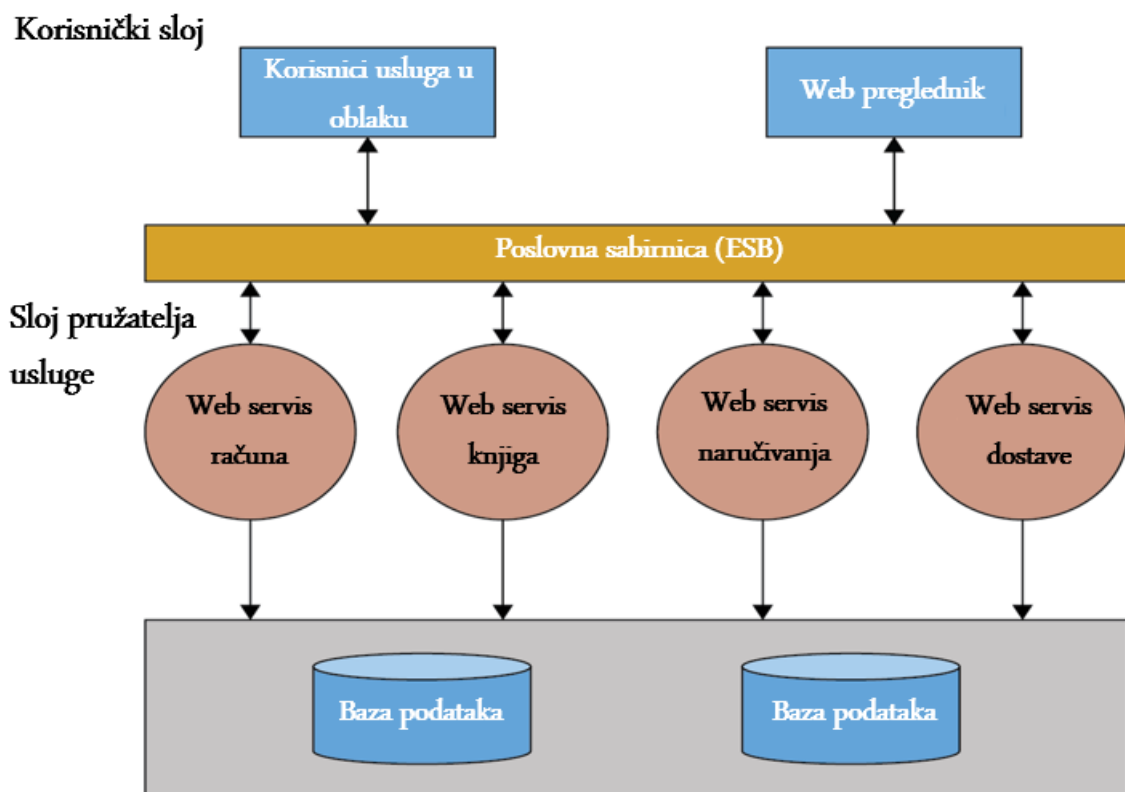 Korisnički sloj
Korisnici usluga u
oblaku
Web preglednik
Poslovna sabirnica (ESB)
Sloj pružatelja
usluge
Web servis
računa
Web servis
knjiga
Web servis
naručivanja
Web servis
dostave
Baza podataka
Baza podataka